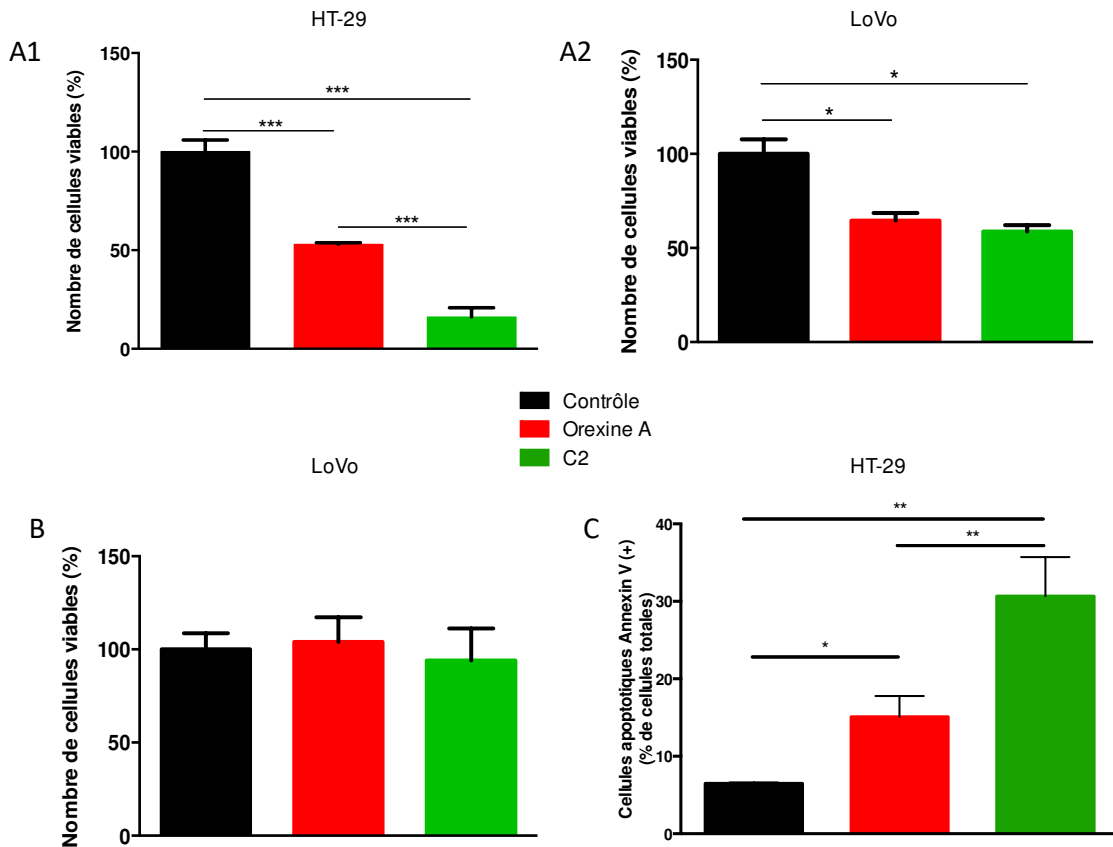 HT-29
A1
Nombre de cellules viables (%)
150
100
50
0
***
***
***
LoVo
A2
Nombre de cellules viables (%)
150
100
50
0
*
*
Contrôle
Orexine A
C2
LoVo
B
Nombre de cellules viables (%)
150
100
50
0
HT-29
C
Cellules apoptotiques Annexin V (+)
(% de cellules totales)
40
30
20
10
0
**
**
*